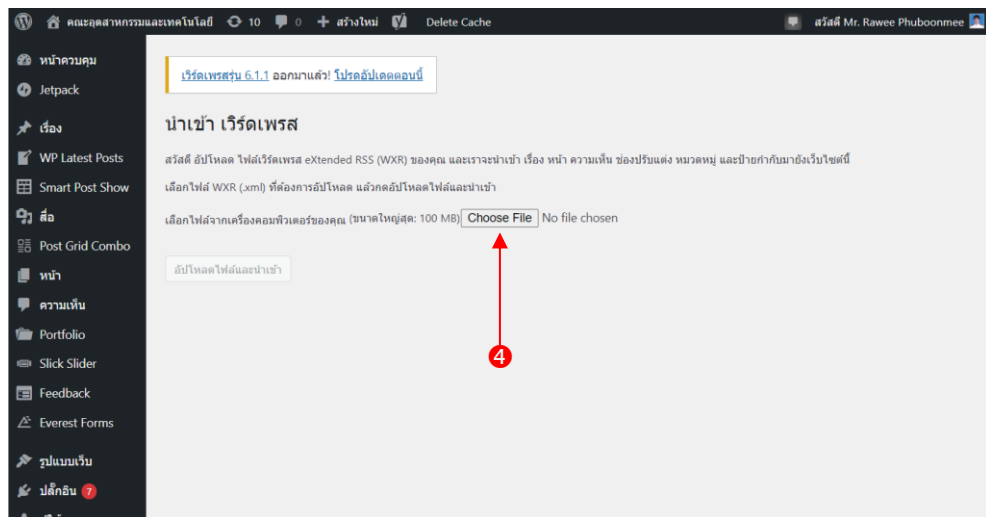 คณะอุตสาหกรรมและเทคโนโลยี 10 0 + สร้างใหม่ Delete Cache สวัสดี Mr. Rawee Phuboonmee
หน้าควบคุม
Jetpack
เรื่อง
WP Latest Posts
Smart Post Show
สื่อ
Post Grid Combo
หน้า
ความเห็น
Portfolio
Slick Slider
Feedback
Everest Forms
รูปแบบเว็บ
ปลั๊กอิน 7
เวิร์ดเพรสรุ่น 6.1.1 ออกมาแล้ว! โปรดอัปเดตตอนนี้
นำเข้า เวิร์ดเพรส
สวัสดี อัปโหลด ไฟล์เวิร์ดเพรส eXtended RSS (WXR) ของคุณ และเราจะนำเข้า เรื่อง หน้า ความเห็น ช่องปรับแต่ง หมวดหมู่ และป้ายกำกับมายังเว็บไซต์นี้
เลือกไฟล์ WXR (.xml) ที่ต้องการอัปโหลด แล้วกดอัปโหลดไฟล์และนำเข้า
เลือกไฟล์จากเครื่องคอมพิวเตอร์ของคุณ (ขนาดใหญ่สุด: 100 MB) Choose File No file chosen
อัปโหลดไฟล์และนำเข้า
4